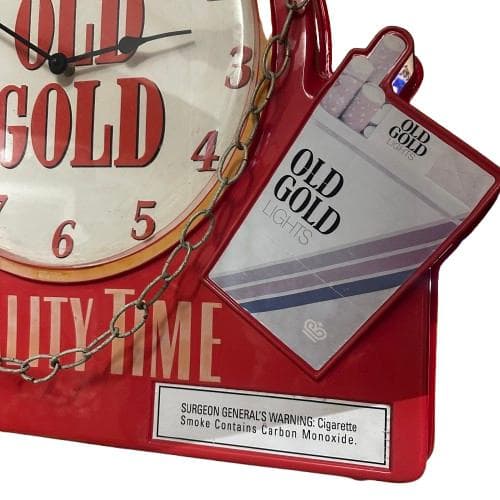 OLD
GOLD
3
4
5
6
7
LITY TIME
OLD
GOLD
LIGHTS
OLD
GOLD
LIGHTS
SURGEON GENERAL'S WARNING: Cigarette
Smoke Contains Carbon Monoxide.